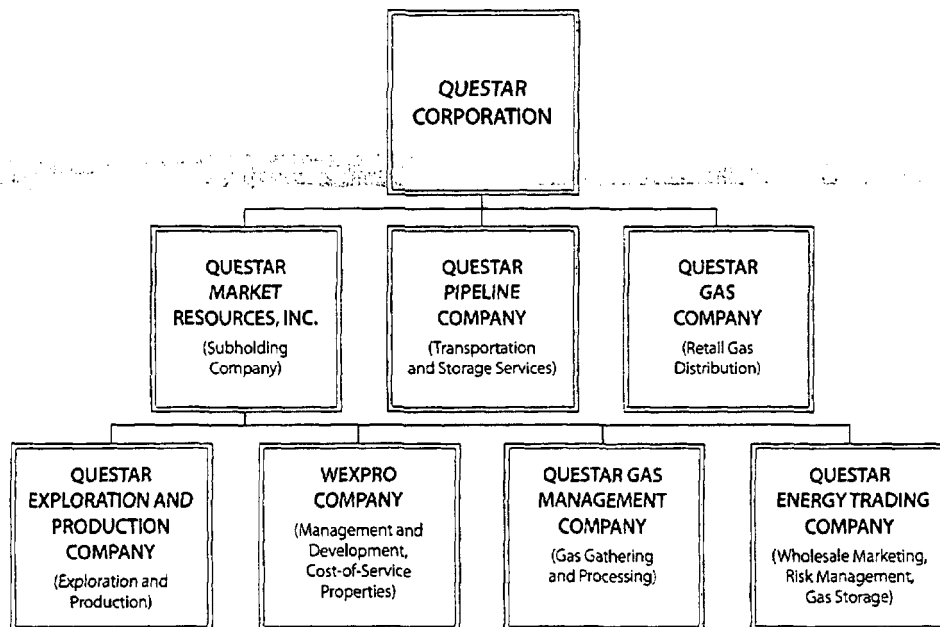 QUESTAR
CORPORATION
QUESTAR
MARKET
RESOURCES, INC.
(Subholding
Company)
QUESTAR
PIPELINE
COMPANY
(Transportation
and Storage Services)
QUESTAR
GAS
COMPANY
(Retail Gas
Distribution)
QUESTAR
EXPLORATION AND
PRODUCTION
COMPANY
(Exploration and
Production)
WEXPRO
COMPANY
(Management and
Development,
Cost-of-Service
Properties)
QUESTAR GAS
MANAGEMENT
COMPANY
(Gas Gathering
and Processing)
QUESTAR
ENERGY TRADING
COMPANY
(Wholesale Marketing,
Risk Management,
Gas Storage)